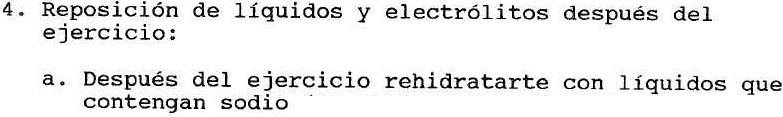 4. Reposición de líquidos y electrólitos después del
ejercicio:
a. Después del ejercicio rehidratarte con líquidos que
contengan sodio